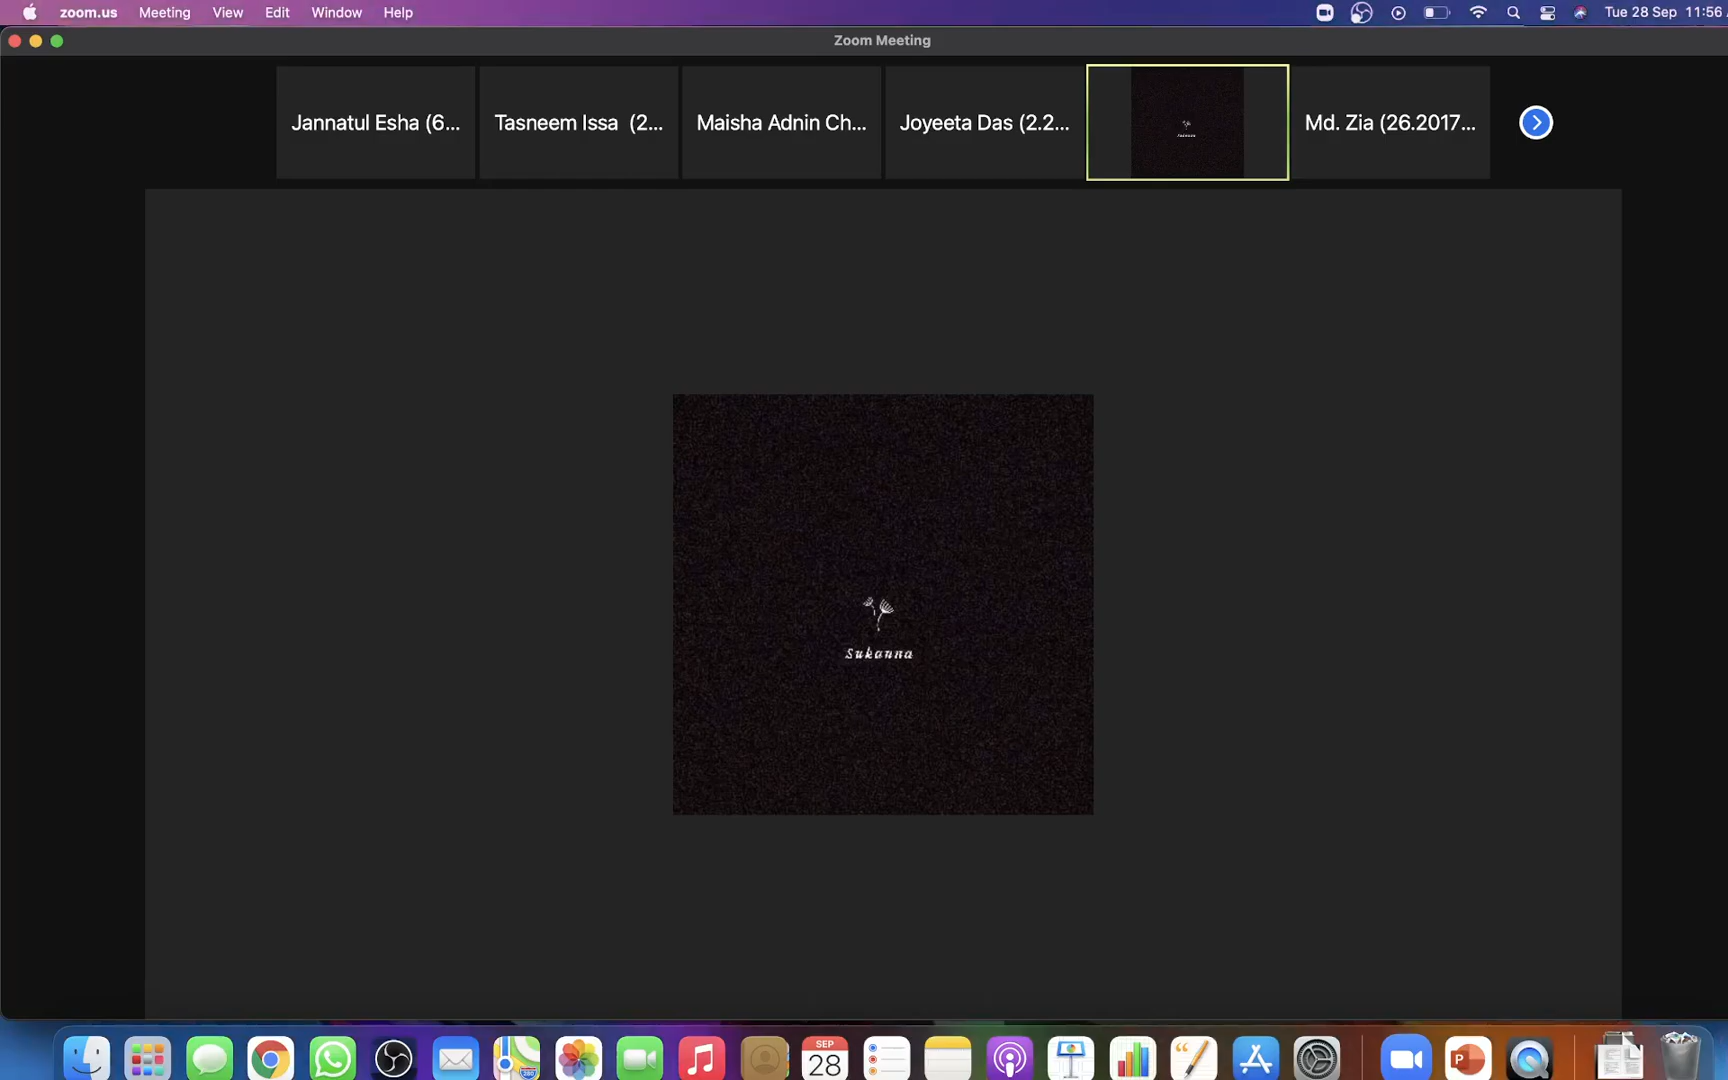 zoom.us Meeting View Edit Window Help Tue 28 Sep 11:56
Zoom Meeting
Jannatul Esha (6... Tasneem Issa (2... Maisha Adnin Ch... Joyeeta Das (2.2... Sukanna Md. Zia (26.2017...
Sukanna
SEP
28